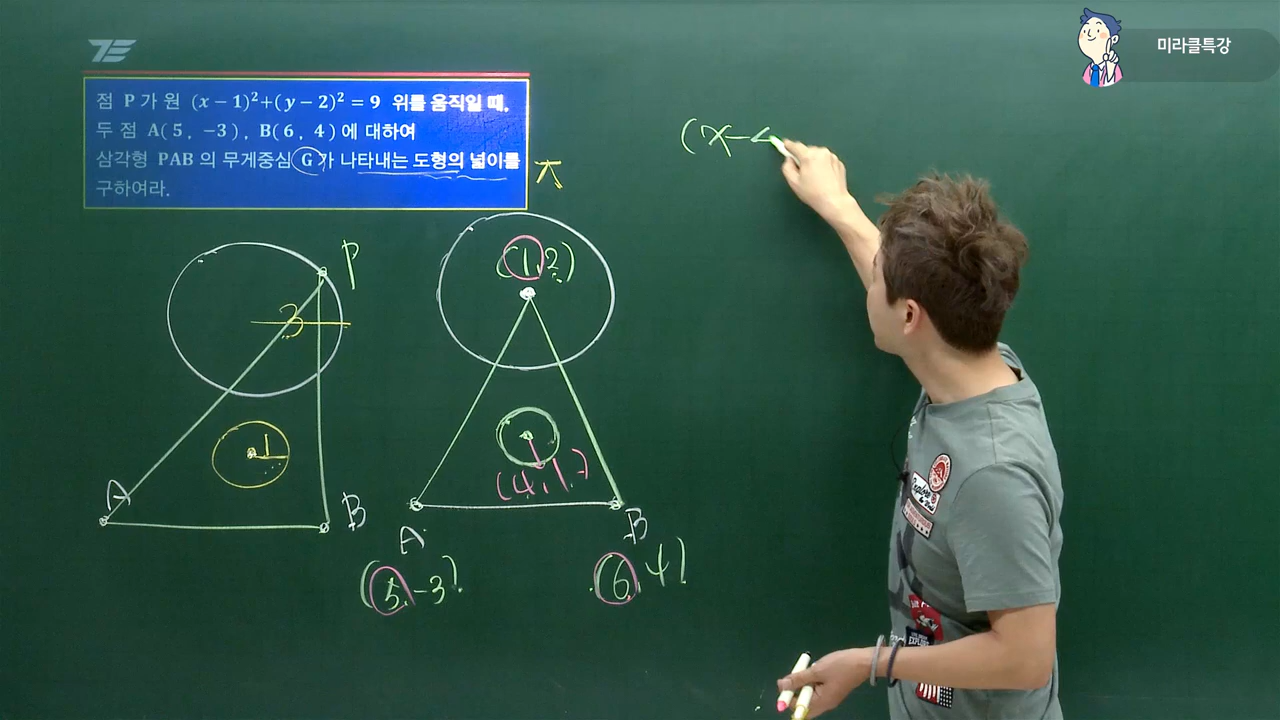 미라클특강
점 P가 원 (x − 1)²+(y − 2)² = 9 위를 움직일 때,
두 점 A( 5, −3 ), B( 6, 4 )에 대하여
삼각형 PAB 의 무게중심 G가 나타내는 도형의 넓이를
구하여라.
π
(x-4
P
3
1
A
B
(1,2)
(4,1)
A
B
(5,-3)
(6,4)